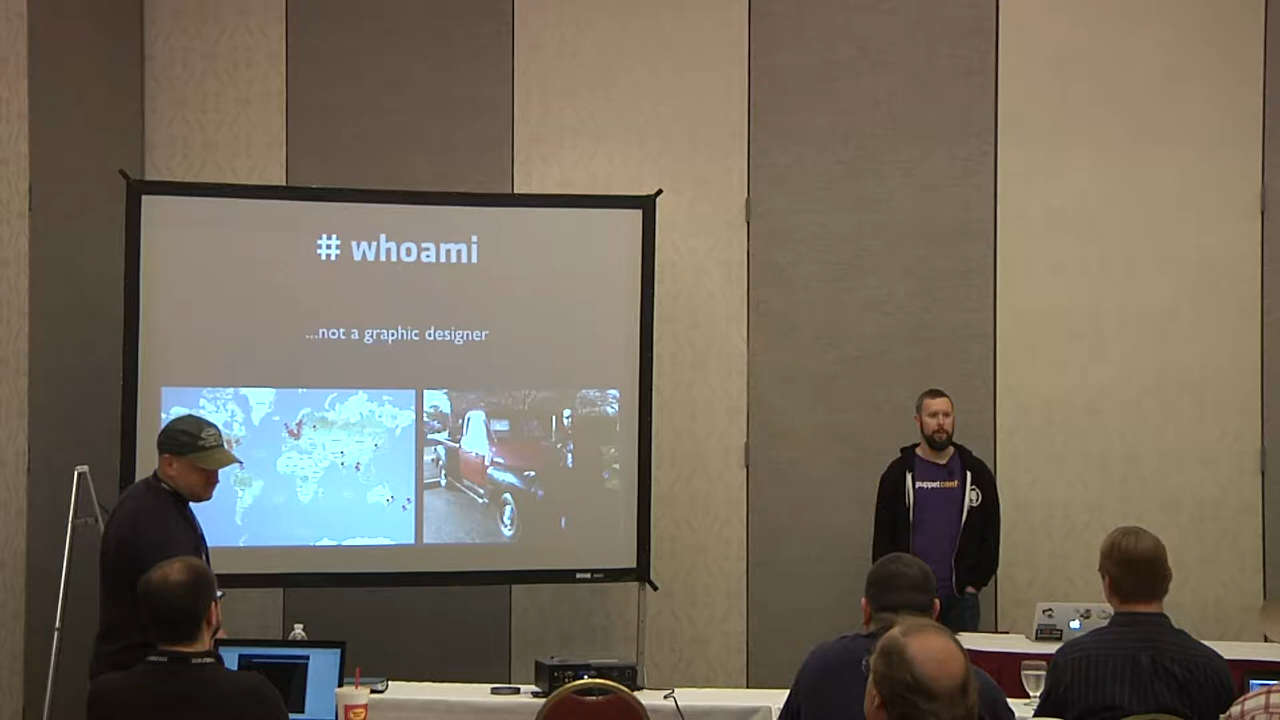 # whoami
...not a graphic designer
puppetconf